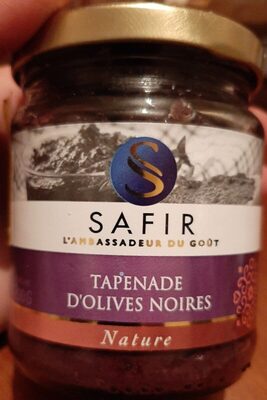 SAFIR
L'AMBASSADEUR DU GOÛT
TAPENADE
D'OLIVES NOIRES
Nature